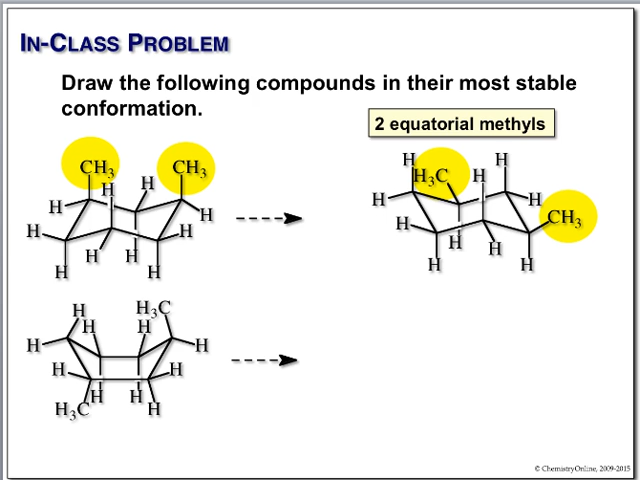 IN-CLASS PROBLEM
Draw the following compounds in their most stable
conformation.
2 equatorial methyls
CH3 CH3
H H
H H
H H
H H H
H H
H H
H3C H
H H
CH3
H H H
H H
H H3C
H H
H H
H H
H H
H3C H
© ChemistryOnline, 2009-2015